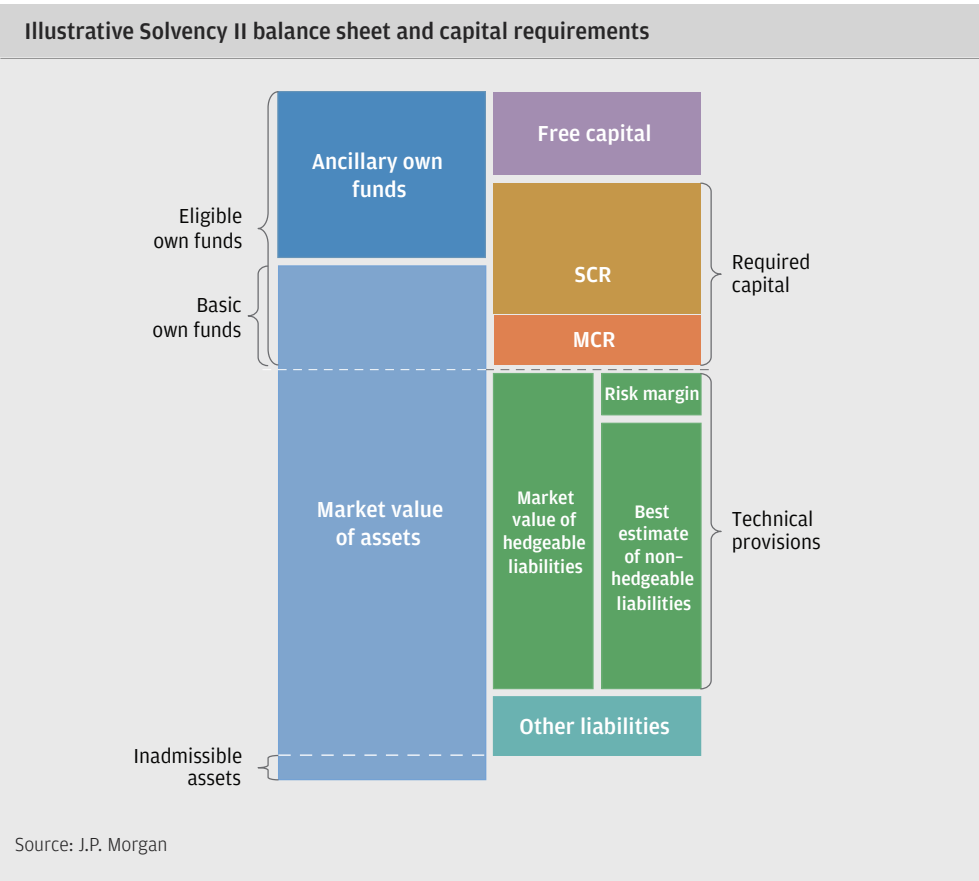 Illustrative Solvency II balance sheet and capital requirements
Free capital
Ancillary own
funds
Eligible
own funds
SCR
Required
capital
Basic
own funds
MCR
Risk margin
Market value
of assets
Market
value of
hedgeable
liabilities
Best
estimate
of non-
hedgeable
liabilities
Technical
provisions
Other liabilities
Inadmissible
assets
Source: J.P. Morgan